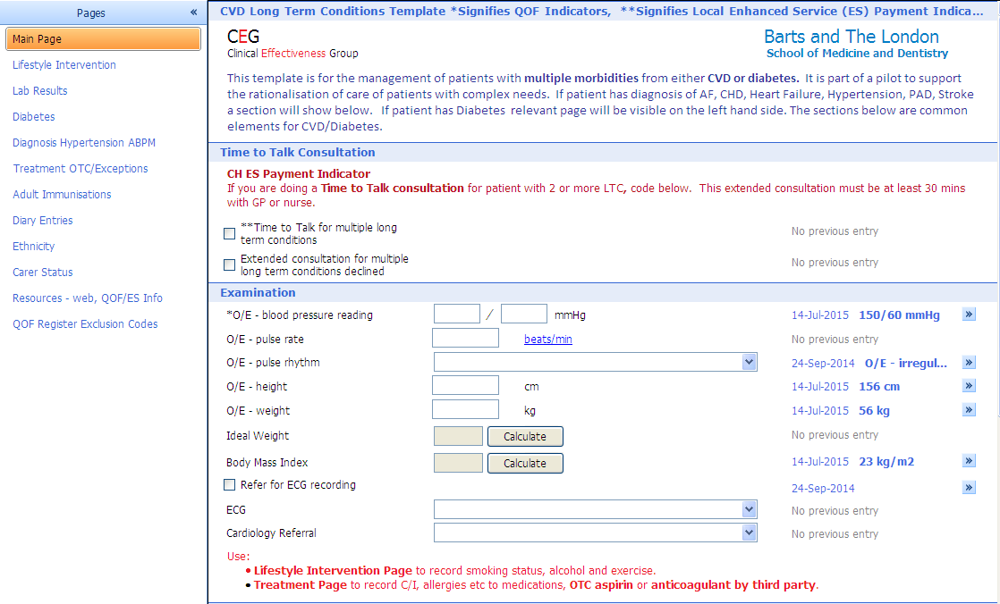 Pages «
Main Page
Lifestyle Intervention
Lab Results
Diabetes
Diagnosis Hypertension ABPM
Treatment OTC/Exceptions
Adult Immunisations
Diary Entries
Ethnicity
Carer Status
Resources - web, QOF/ES Info
QOF Register Exclusion Codes
CVD Long Term Conditions Template *Signifies QOF Indicators, **Signifies Local Enhanced Service (ES) Payment Indica...
CEG
Clinical Effectiveness Group
Barts and The London
School of Medicine and Dentistry
This template is for the management of patients with multiple morbidities from either CVD or diabetes. It is part of a pilot to support
the rationalisation of care of patients with complex needs. If patient has diagnosis of AF, CHD, Heart Failure, Hypertension, PAD, Stroke
a section will show below. If patient has Diabetes relevant page will be visible on the left hand side. The sections below are common
elements for CVD/Diabetes.
Time to Talk Consultation
CH ES Payment Indicator
If you are doing a Time to Talk consultation for patient with 2 or more LTC, code below. This extended consultation must be at least 30 mins
with GP or nurse.
**Time to Talk for multiple long
term conditions
No previous entry
Extended consultation for multiple
long term conditions declined
No previous entry
Examination
*O/E - blood pressure reading / mmHg 14-Jul-2015 150/60 mmHg »
O/E - pulse rate beats/min No previous entry
O/E - pulse rhythm 24-Sep-2014 O/E - irregul... »
O/E - height cm 14-Jul-2015 156 cm »
O/E - weight kg 14-Jul-2015 56 kg »
Ideal Weight Calculate No previous entry
Body Mass Index Calculate 14-Jul-2015 23 kg/m2 »
Refer for ECG recording 24-Sep-2014 »
ECG No previous entry
Cardiology Referral No previous entry
Use:
• Lifestyle Intervention Page to record smoking status, alcohol and exercise.
• Treatment Page to record C/I, allergies etc to medications, OTC aspirin or anticoagulant by third party.